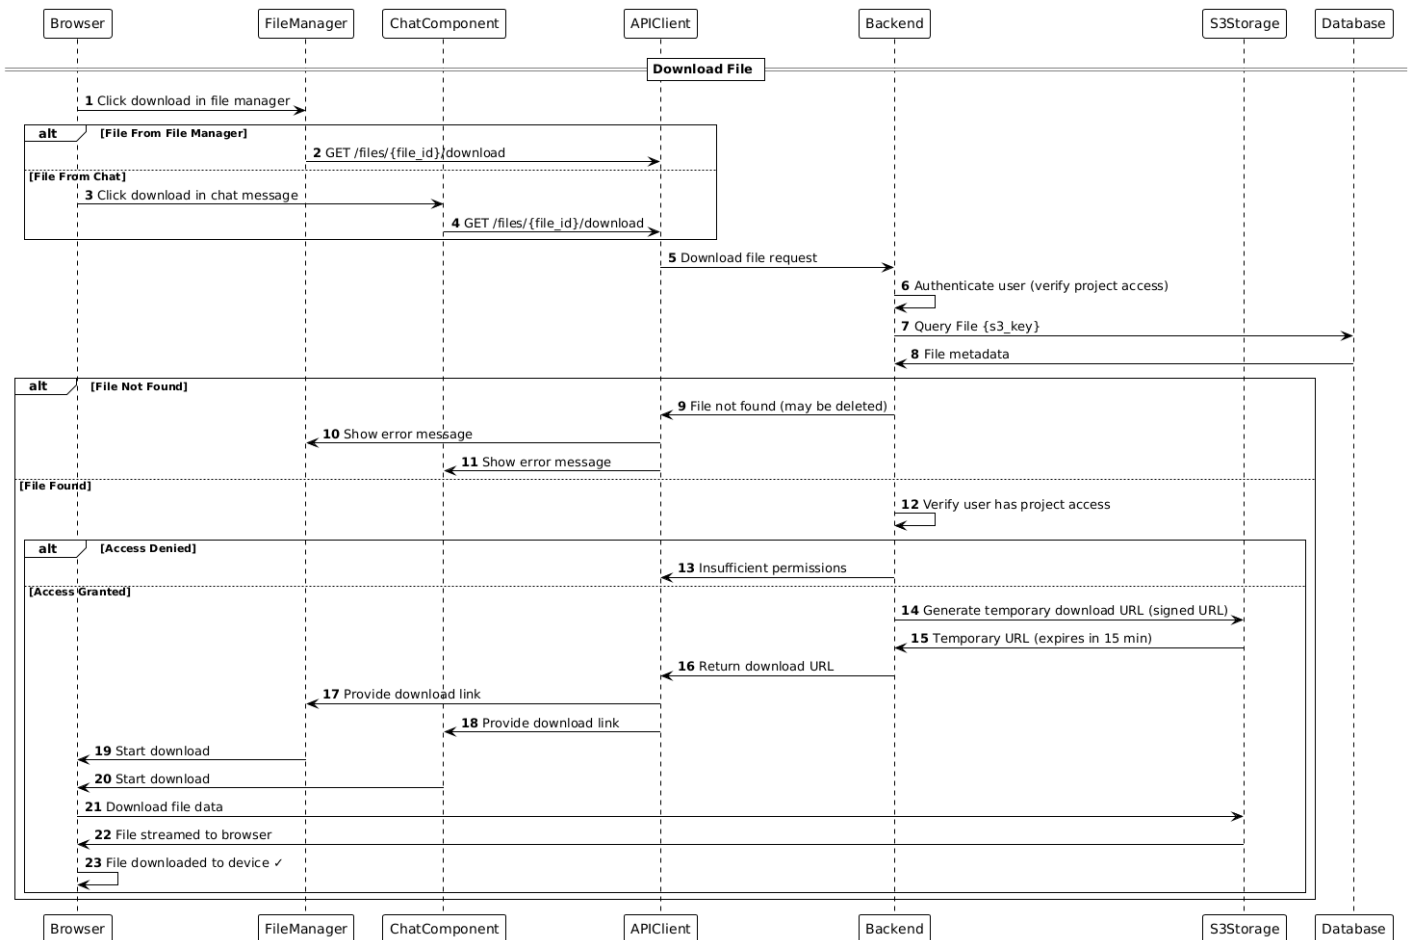 Browser FileManager ChatComponent APIClient Backend S3Storage Database
Download File
1 Click download in file manager
alt [File From File Manager]
2 GET /files/{file_id}/download
[File From Chat]
3 Click download in chat message
4 GET /files/{file_id}/download
5 Download file request
6 Authenticate user (verify project access)
7 Query File {s3_key}
8 File metadata
alt [File Not Found]
9 File not found (may be deleted)
10 Show error message
11 Show error message
[File Found]
12 Verify user has project access
alt [Access Denied]
13 Insufficient permissions
[Access Granted]
14 Generate temporary download URL (signed URL)
15 Temporary URL (expires in 15 min)
16 Return download URL
17 Provide download link
18 Provide download link
19 Start download
20 Start download
21 Download file data
22 File streamed to browser
23 File downloaded to device ✓
Browser FileManager ChatComponent APIClient Backend S3Storage Database